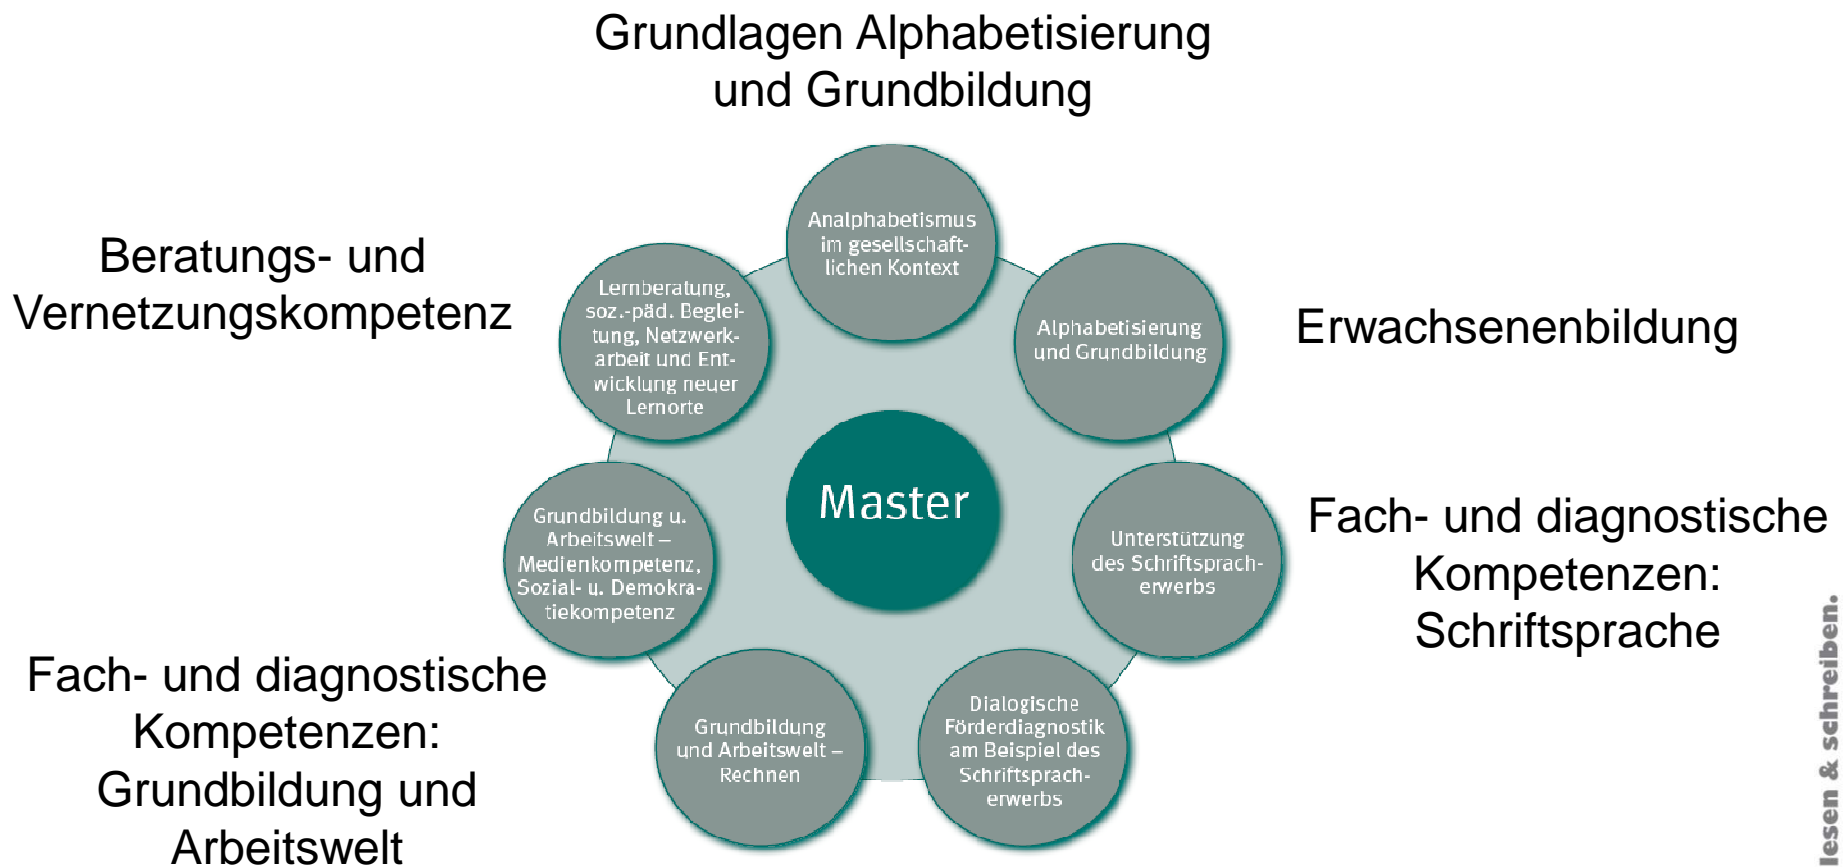 Grundlagen Alphabetisierung
und Grundbildung
Beratungs- und
Vernetzungskompetenz
Analphabetismus
im gesellschaft-
lichen Kontext
Lernberatung,
soz.-päd. Beglei-
tung, Netzwerk-
arbeit und Ent-
wicklung neuer
Lernorte
Alphabetisierung
und Grundbildung
Erwachsenenbildung
Master
Grundbildung u.
Arbeitswelt –
Medienkompetenz,
Sozial- u. Demokra-
tiekompetenz
Unterstützung
des Schriftsprach-
erwerbs
Fach- und diagnostische
Kompetenzen:
Schriftsprache
Fach- und diagnostische
Kompetenzen:
Grundbildung und
Arbeitswelt
Grundbildung
und Arbeitswelt –
Rechnen
Dialogische
Förderdiagnostik
am Beispiel des
Schriftsprach-
erwerbs
lesen & schreiben.